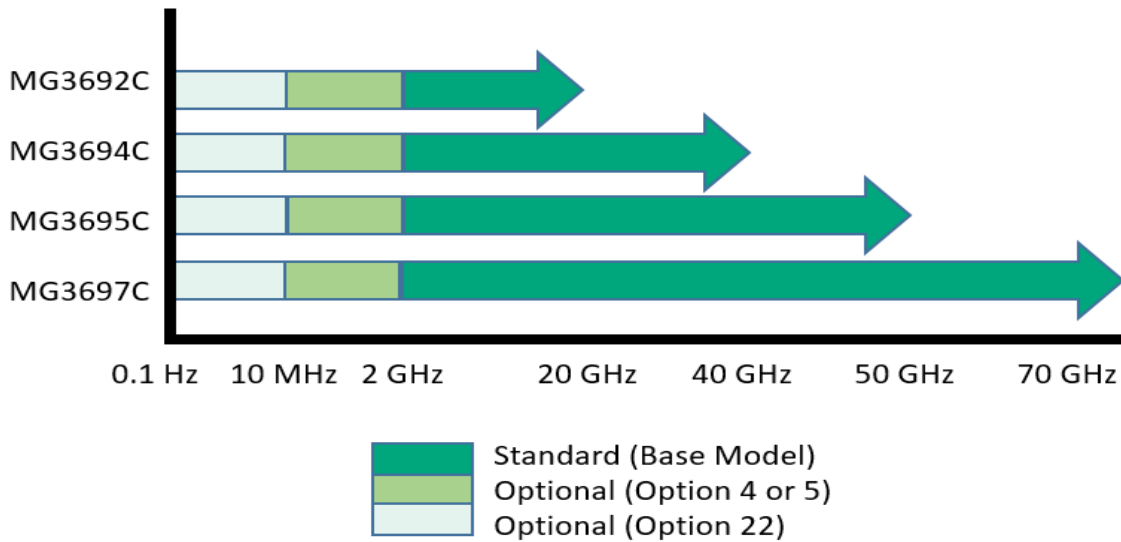 MG3692C
MG3694C
MG3695C
MG3697C
0.1 Hz 10 MHz 2 GHz 20 GHz 40 GHz 50 GHz 70 GHz
Standard (Base Model)
Optional (Option 4 or 5)
Optional (Option 22)